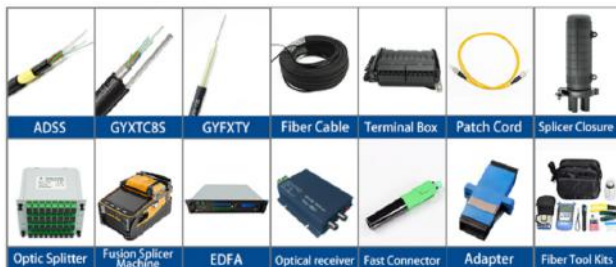 ADSS
GYXTC8S
GYFXTY
Fiber Cable
Terminal Box
Patch Cord
Splicer Closure
Optic Splitter
Fusion Splicer
Machine
EDFA
Optical receiver
Fast Connector
Adapter
Fiber Tool Kits